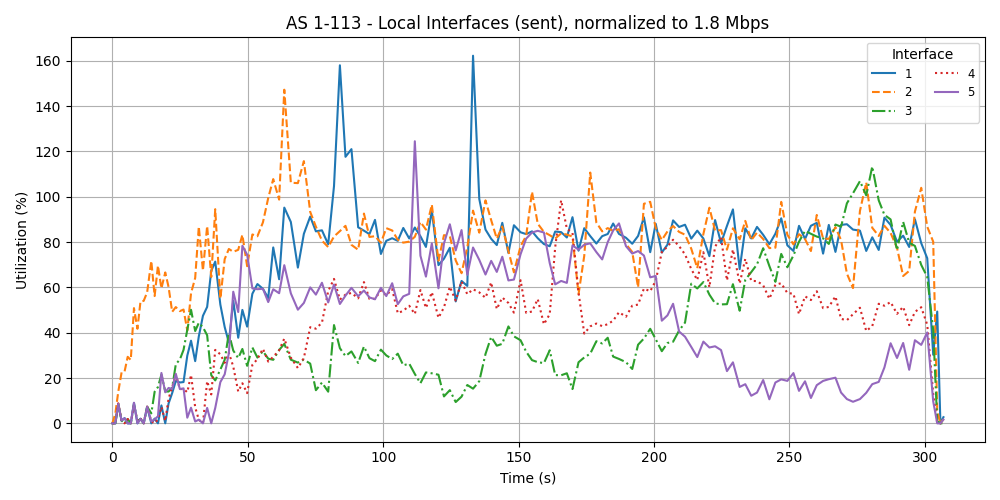 AS 1-113 - Local Interfaces (sent), normalized to 1.8 Mbps
Utilization (%)
160
140
120
100
80
60
40
20
0
0 50 100 150 200 250 300
Time (s)
Interface
1 4
2 5
3